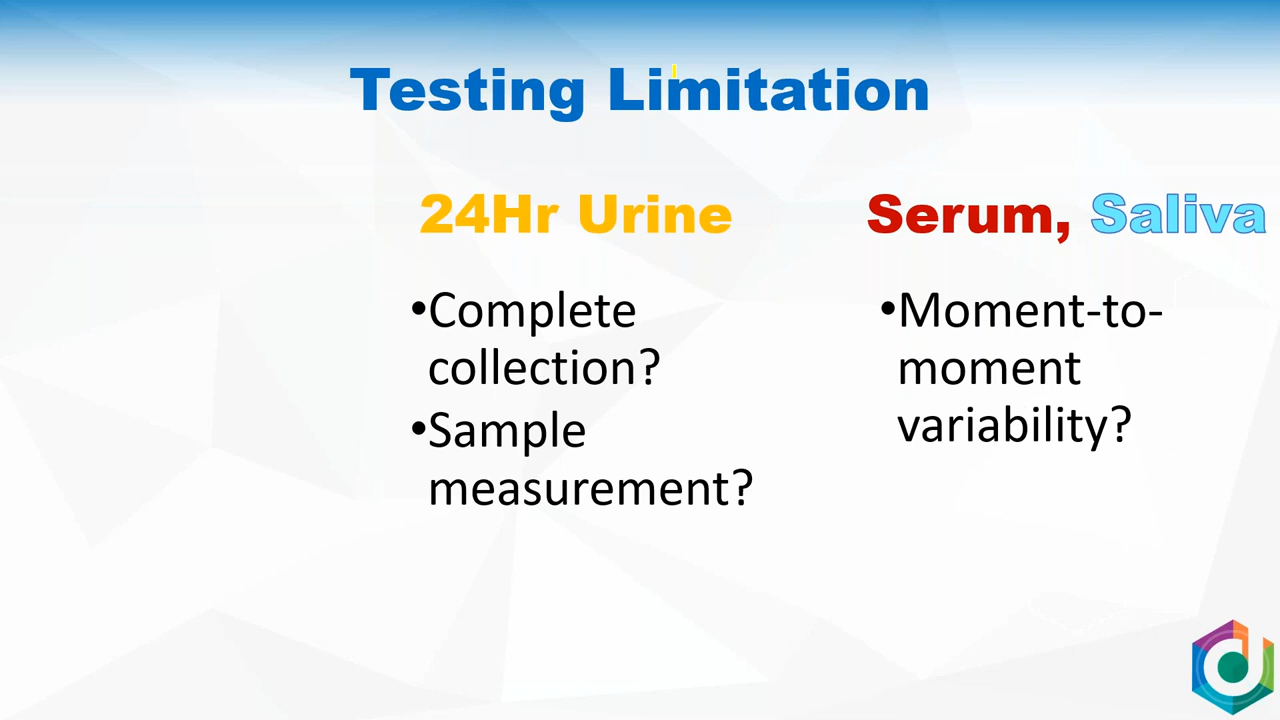 Testing Limitation
24Hr Urine
•Complete
collection?
•Sample
measurement?
Serum, Saliva
•Moment-to-
moment
variability?